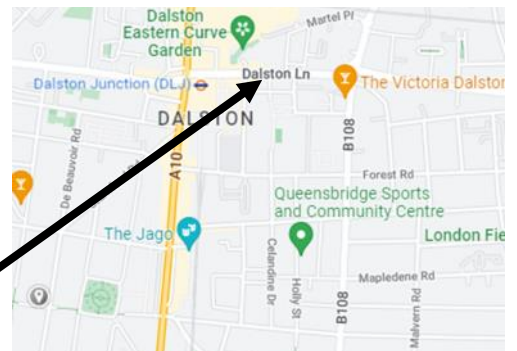 Dalston
Eastern Curve
Garden
Martel Pl
Dalston Junction (DLJ)
Dalston Ln
The Victoria Dalston
DALSTON
A10
B108
De Beauvoir Rd
Rd
Forest Rd
Queensbridge Sports
and Community Centre
The Jago
London Fie
Celandine Dr
Holly St
Mapledene Rd
B108
Malvern Rd